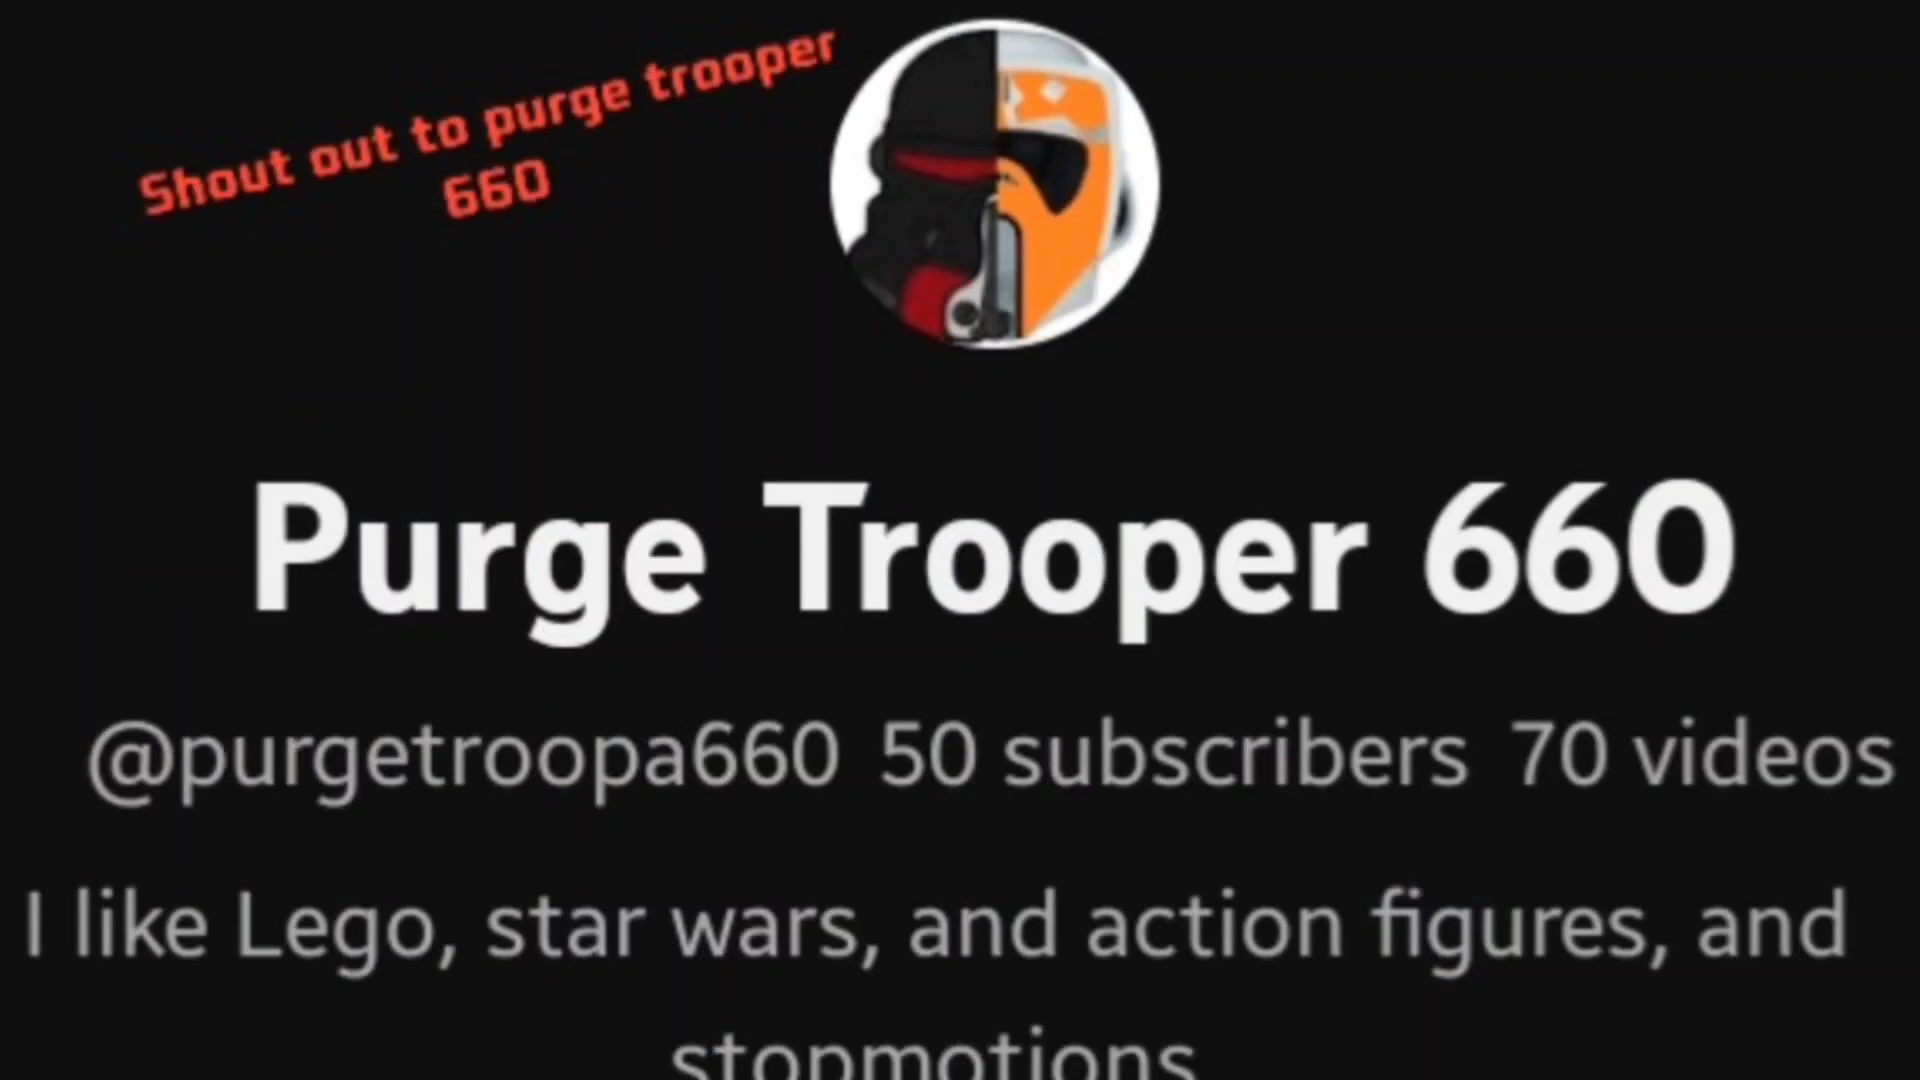 Shout out to purge trooper
660
Purge Trooper 660
@purgetroopa660 50 subscribers 70 videos
I like Lego, star wars, and action figures, and
stopmotions